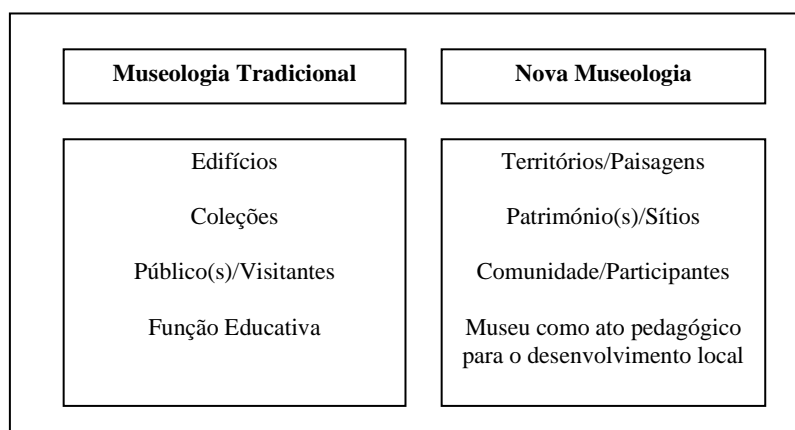 Museologia Tradicional
Edifícios
Coleções
Público(s)/Visitantes
Função Educativa
Nova Museologia
Territórios/Paisagens
Património(s)/Sítios
Comunidade/Participantes
Museu como ato pedagógico
para o desenvolvimento local